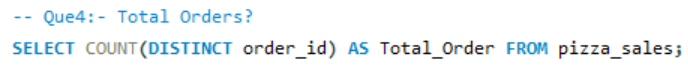 -- Que4:- Total Orders?
SELECT COUNT(DISTINCT order_id) AS Total_Order FROM pizza_sales;